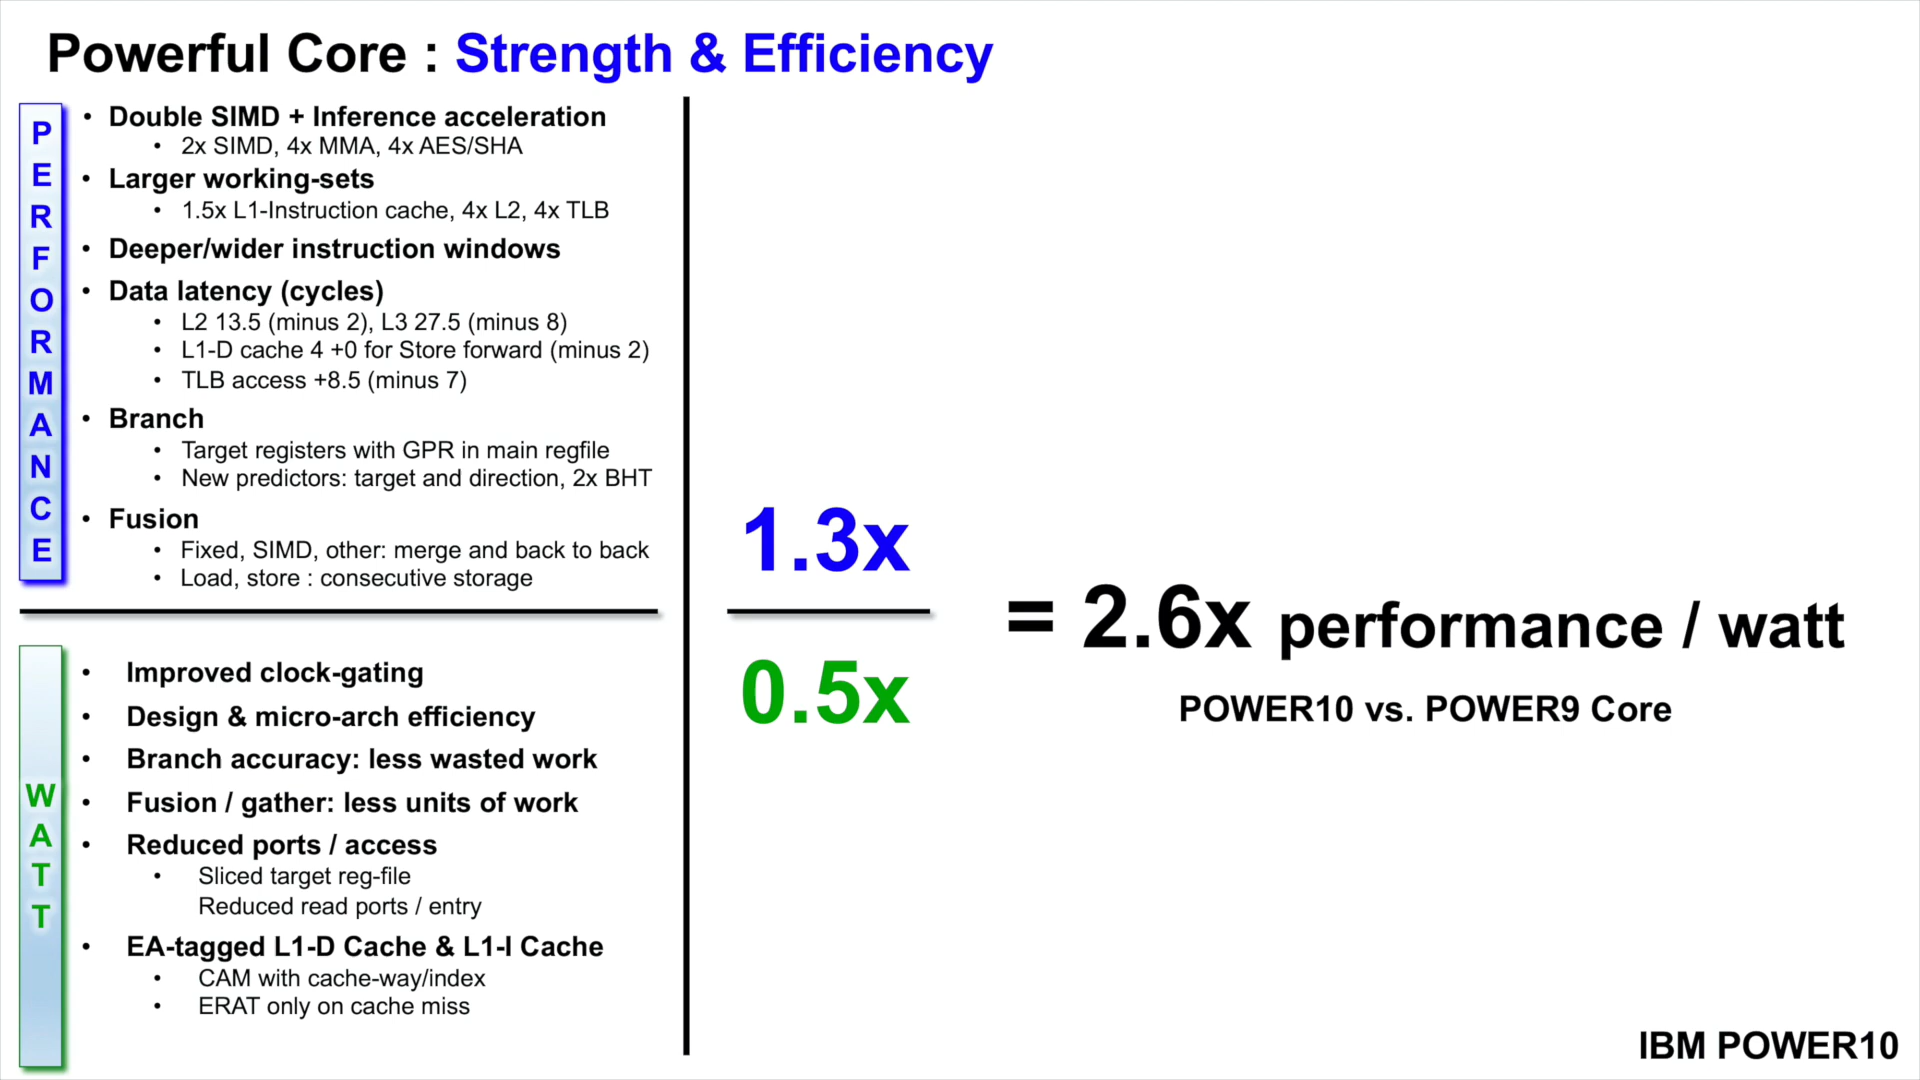 Powerful Core : Strength & Efficiency
PERFORMANCE
• Double SIMD + Inference acceleration
• 2x SIMD, 4x MMA, 4x AES/SHA
• Larger working-sets
• 1.5x L1-Instruction cache, 4x L2, 4x TLB
• Deeper/wider instruction windows
• Data latency (cycles)
• L2 13.5 (minus 2), L3 27.5 (minus 8)
• L1-D cache 4 +0 for Store forward (minus 2)
• TLB access +8.5 (minus 7)
• Branch
• Target registers with GPR in main regfile
• New predictors: target and direction, 2x BHT
• Fusion
• Fixed, SIMD, other: merge and back to back
• Load, store : consecutive storage
WATT
• Improved clock-gating
• Design & micro-arch efficiency
• Branch accuracy: less wasted work
• Fusion / gather: less units of work
• Reduced ports / access
• Sliced target reg-file
Reduced read ports / entry
• EA-tagged L1-D Cache & L1-I Cache
• CAM with cache-way/index
• ERAT only on cache miss
1.3x
0.5x
= 2.6x performance / watt
POWER10 vs. POWER9 Core
IBM POWER10